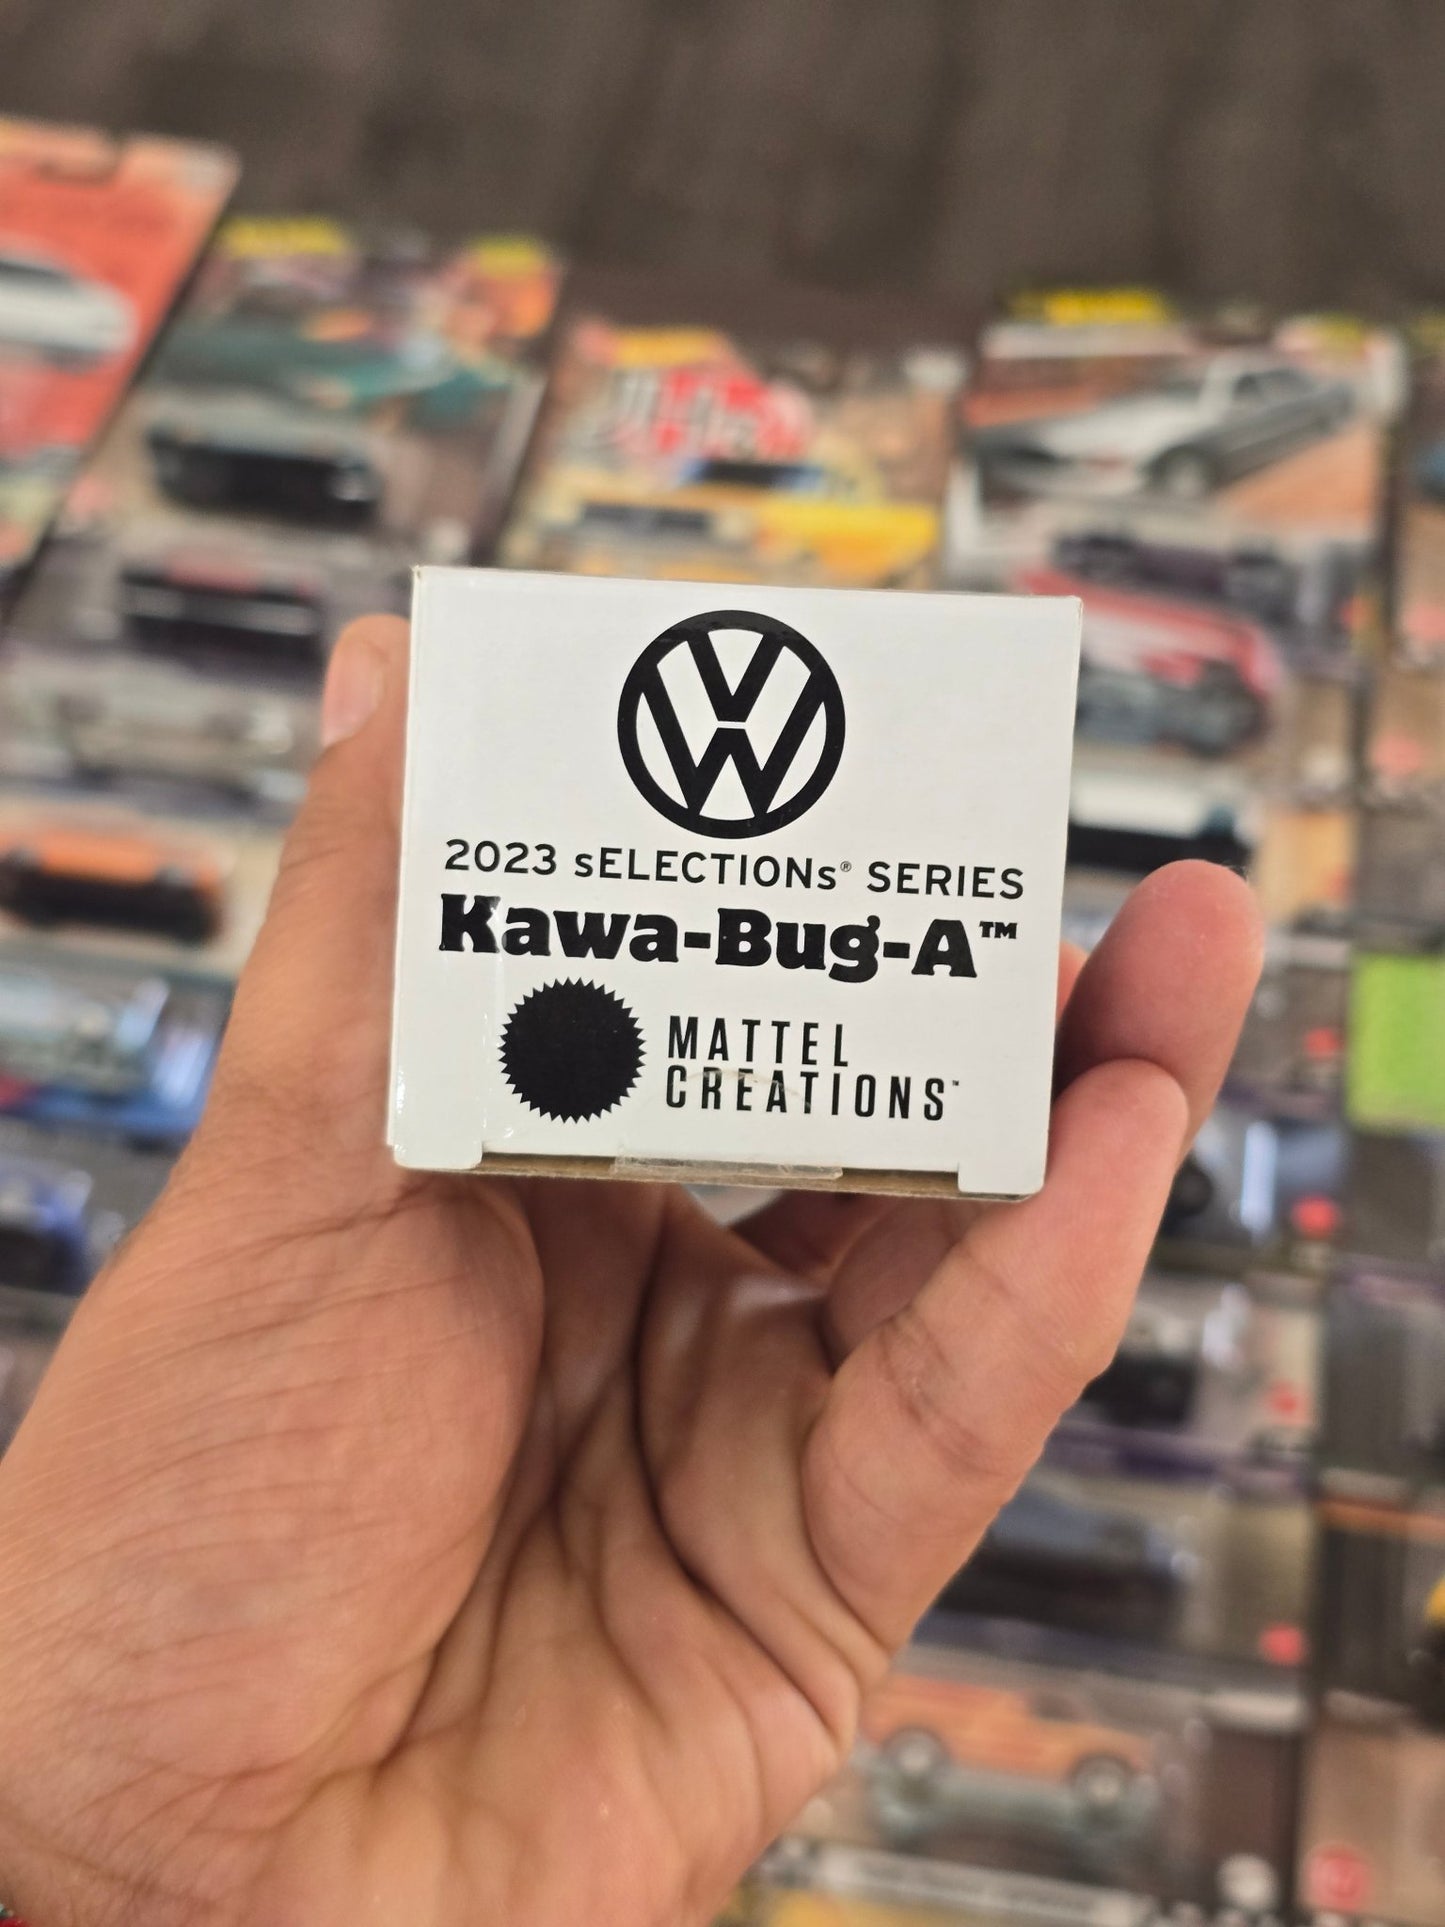 2023 sELECTIONs® SERIES
Kawa-Bug-A™
MATTEL
CREATIONS™